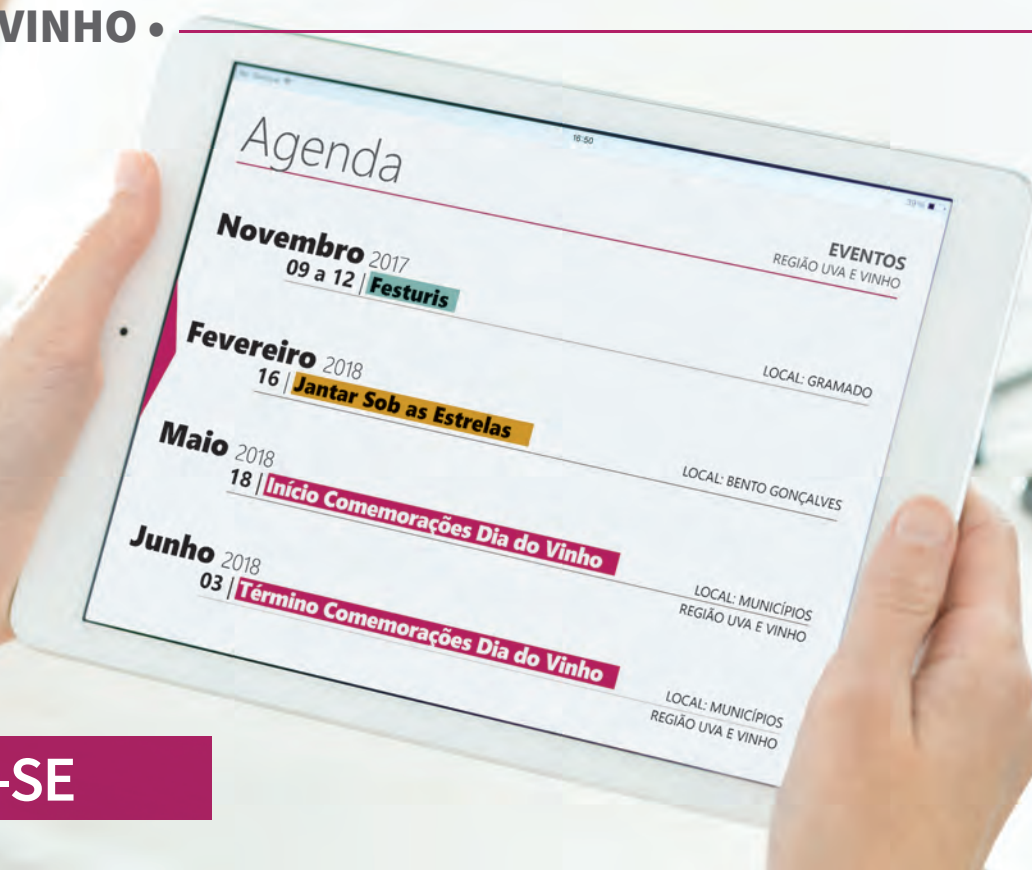 VINHO •
16:50
39%
Agenda
EVENTOS
REGIÃO UVA E VINHO
Novembro 2017
09 a 12 | Festuris
LOCAL: GRAMADO
Fevereiro 2018
16 | Jantar Sob as Estrelas
LOCAL: BENTO GONÇALVES
Maio 2018
18 | Início Comemorações Dia do Vinho
LOCAL: MUNICÍPIOS
REGIÃO UVA E VINHO
Junho 2018
03 | Término Comemorações Dia do Vinho
LOCAL: MUNICÍPIOS
REGIÃO UVA E VINHO
-SE